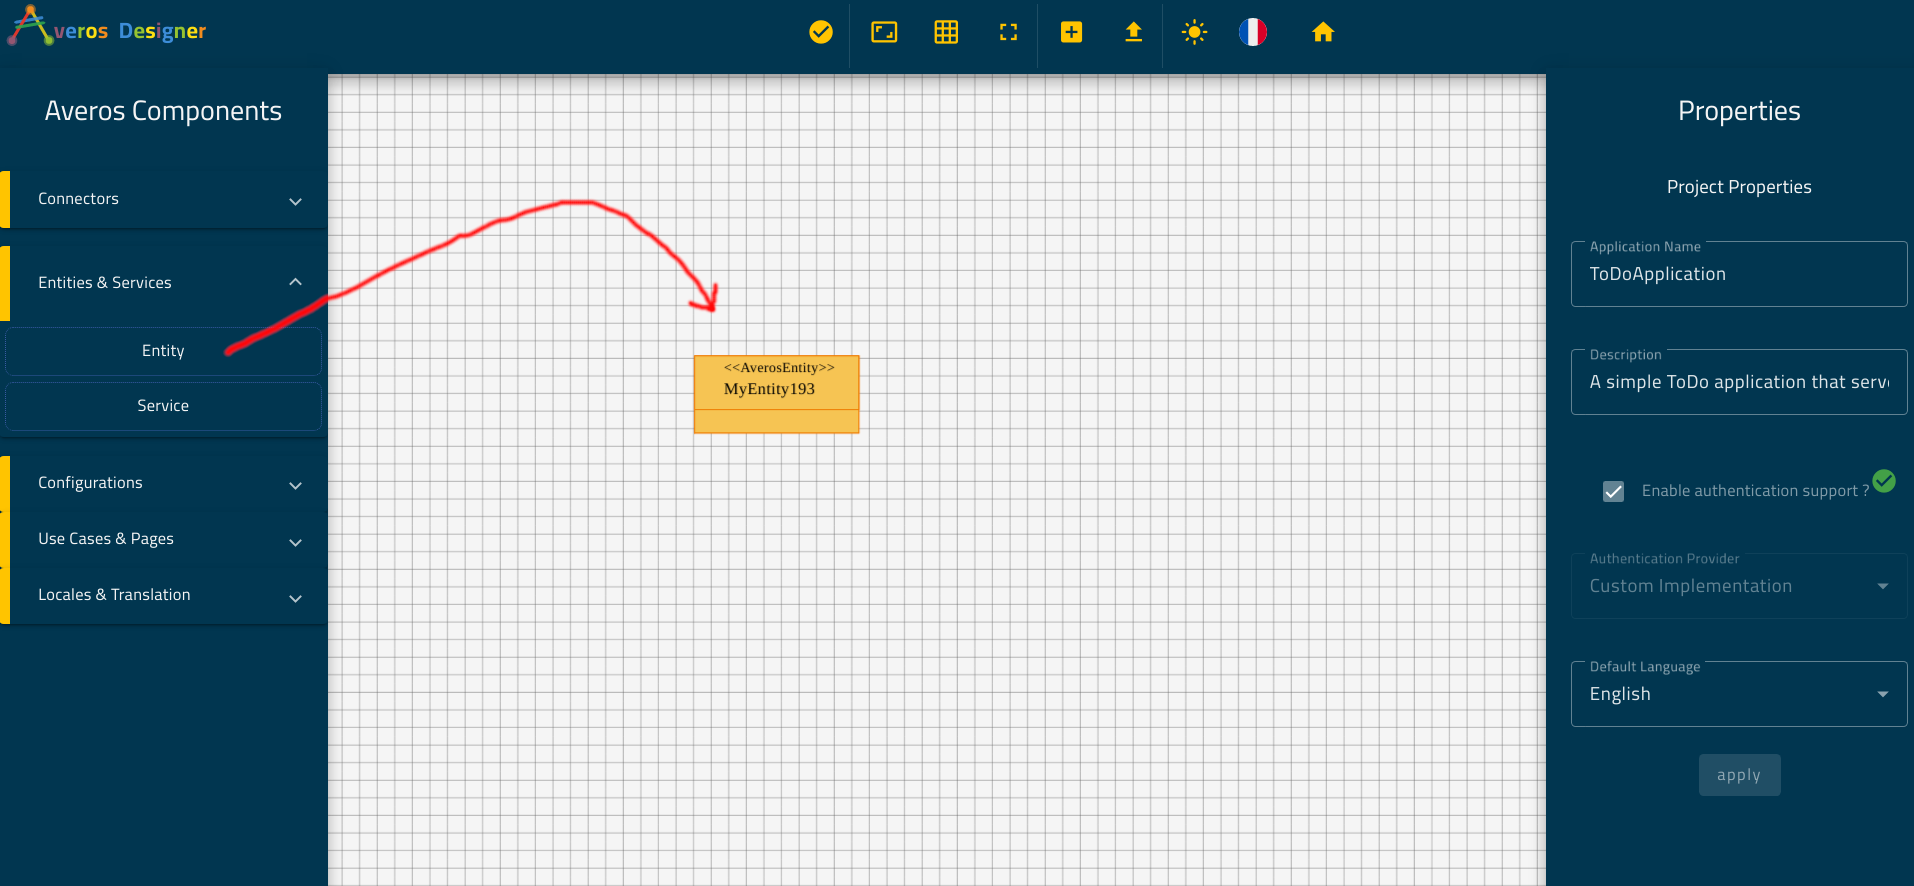 Averos Designer
Averos Components
Connectors
Entities & Services
Entity
Service
Configurations
Use Cases & Pages
Locales & Translation
<<AverosEntity>>
MyEntity193
Properties
Project Properties
Application Name
ToDoApplication
Description
A simple ToDo application that serv
Enable authentication support ?
Authentication Provider
Custom Implementation
Default Language
English
apply